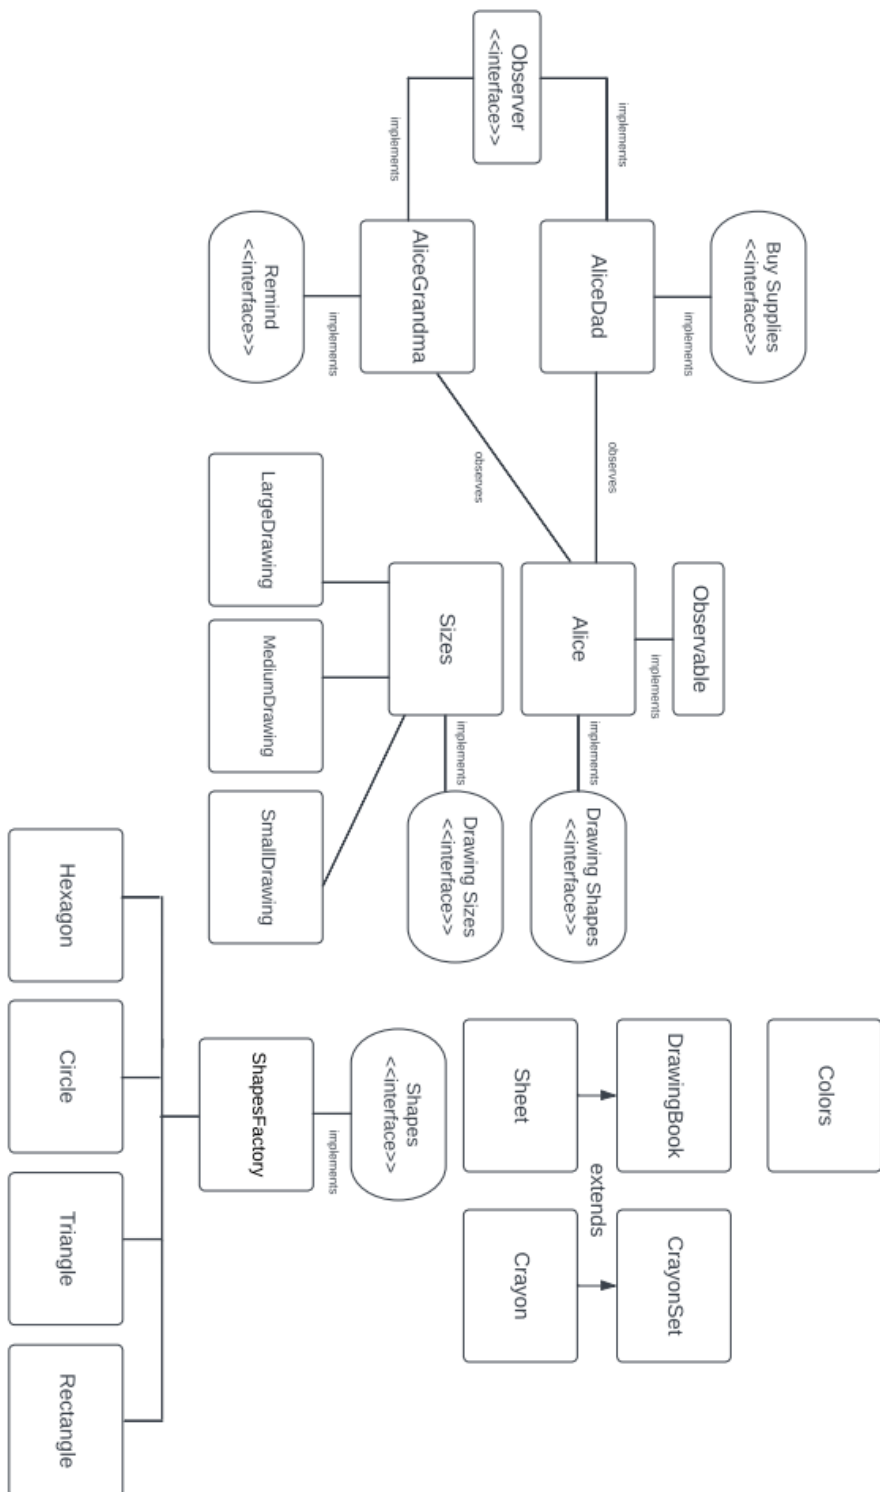 Colors
Buy Supplies
<<interface>>
Observable
implements
DrawingBook
CrayonSet
implements
implements
observes
AliceDad
extends
implements
Drawing Shapes
<<interface>>
Alice
Observer
<<interface>>
Sheet
Crayon
observes
Drawing Sizes
<<interface>>
implements
Sizes
AliceGrandma
Shapes
<<interface>>
implements
implements
implements
Remind
<<interface>>
LargeDrawing
MediumDrawing
SmallDrawing
ShapesFactory
Hexagon
Circle
Triangle
Rectangle